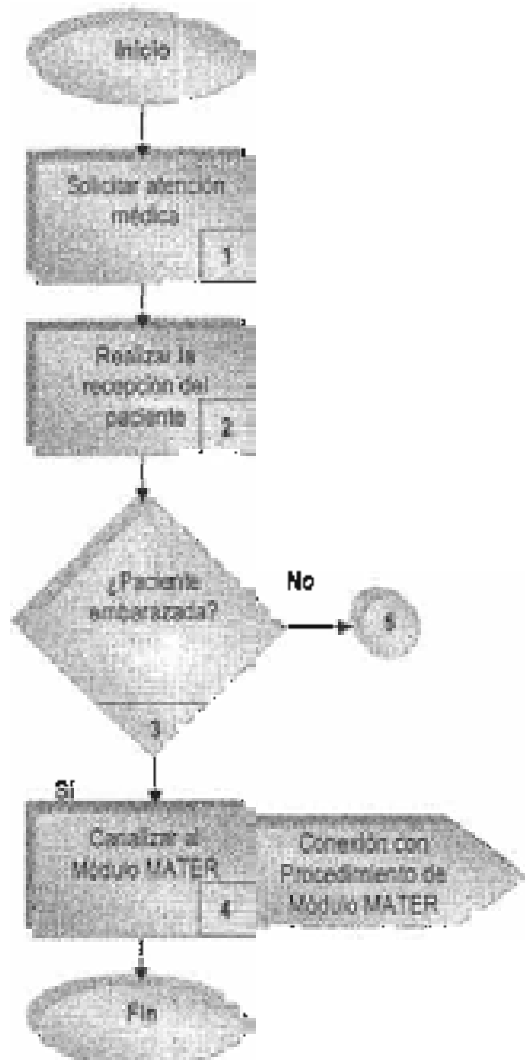 Inicio
Solicitar atención
médica
1
Realizar la
recepción del
paciente
2
¿Paciente
embarazada?
No
5
3
Sí
Canalizar al
Módulo MATER
4
Conexión con
Procedimiento de
Módulo MATER
Fin